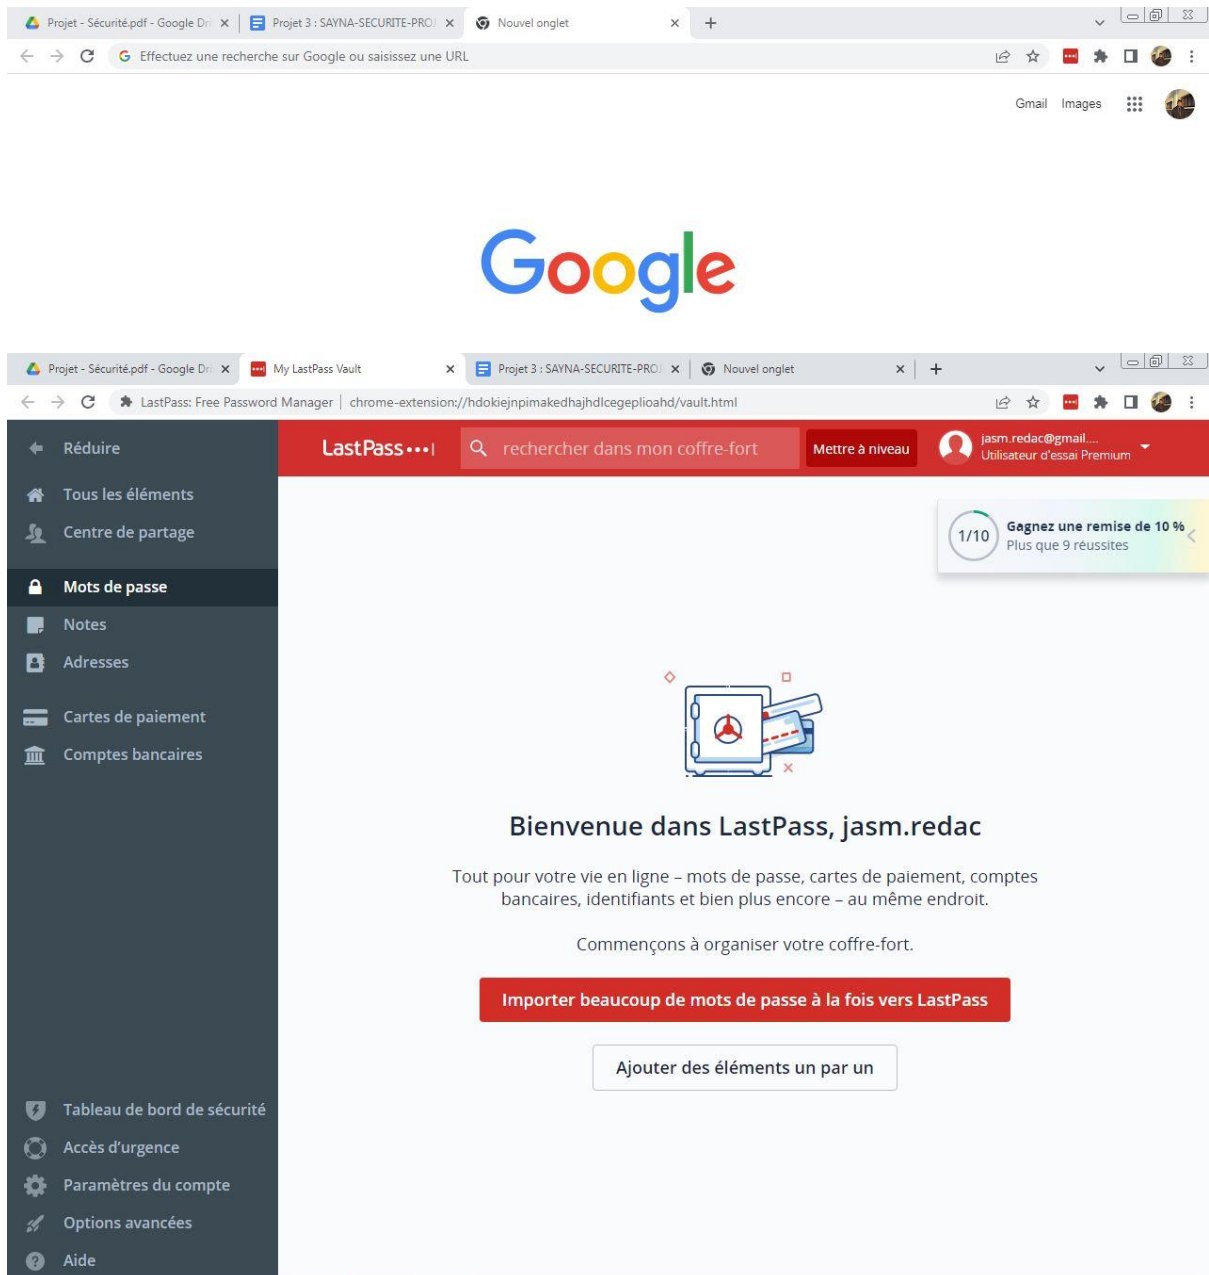 Projet - Sécurité.pdf - Google Dri
Projet 3 : SAYNA-SECURITE-PROJ
Nouvel onglet
Effectuez une recherche sur Google ou saisissez une URL
Gmail Images
Google
Projet - Sécurité.pdf - Google Dri
My LastPass Vault
Projet 3 : SAYNA-SECURITE-PROJ
Nouvel onglet
LastPass: Free Password Manager | chrome-extension://hdokiejnpimakedhajhdlcegeplioahd/vault.html
Réduire
LastPass
rechercher dans mon coffre-fort
Mettre à niveau
jasm.redac@gmail....
Utilisateur d'essai Premium
Tous les éléments
Centre de partage
1/10
Gagnez une remise de 10 %
Plus que 9 réussites
Mots de passe
Notes
Adresses
Cartes de paiement
Comptes bancaires
Bienvenue dans LastPass, jasm.redac
Tout pour votre vie en ligne – mots de passe, cartes de paiement, comptes
bancaires, identifiants et bien plus encore – au même endroit.
Commençons à organiser votre coffre-fort.
Importer beaucoup de mots de passe à la fois vers LastPass
Ajouter des éléments un par un
Tableau de bord de sécurité
Accès d'urgence
Paramètres du compte
Options avancées
Aide